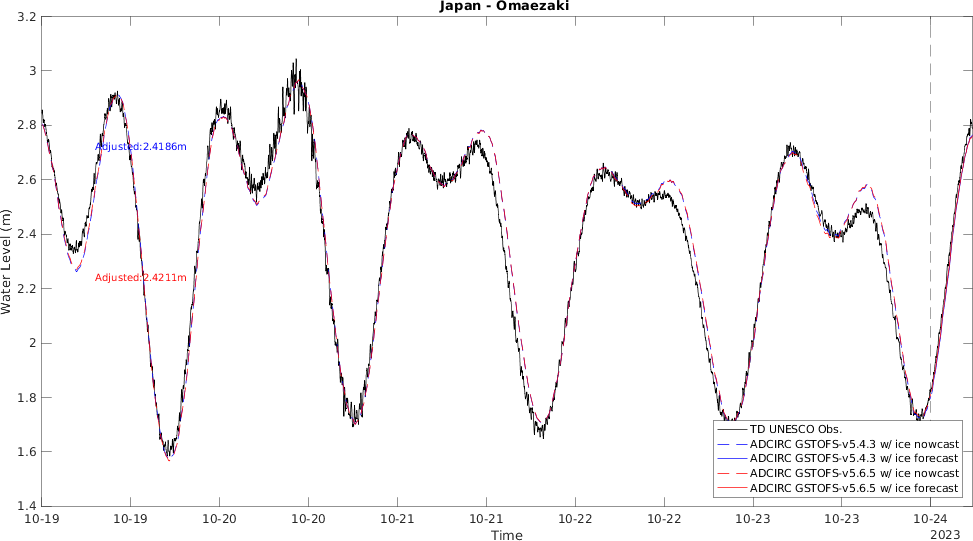 Japan - Omaezaki
3.2
3
2.8
2.6
2.4
2.2
2
1.8
1.6
1.4
Water Level (m)
Adjusted:2.4186m
Adjusted:2.4211m
TD UNESCO Obs.
ADCIRC GSTOFS-v5.4.3 w/ ice nowcast
ADCIRC GSTOFS-v5.4.3 w/ ice forecast
ADCIRC GSTOFS-v5.6.5 w/ ice nowcast
ADCIRC GSTOFS-v5.6.5 w/ ice forecast
10-19 10-19 10-20 10-20 10-21 10-21 10-22 10-22 10-23 10-23 10-24
Time
2023